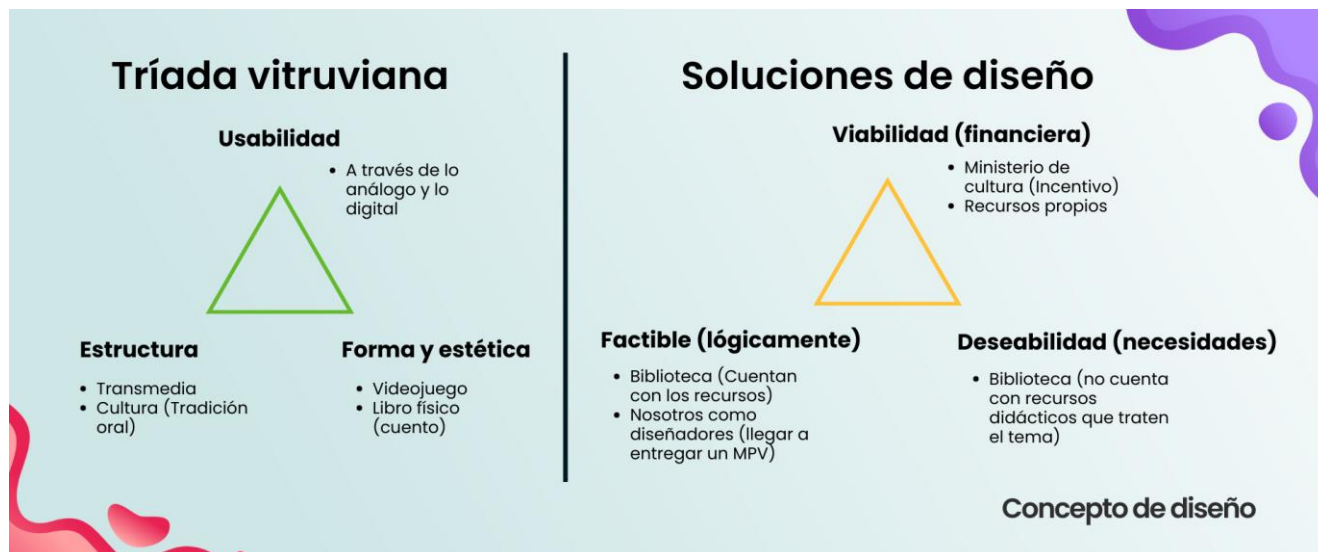 Tríada vitruviana
Usabilidad
• A través de lo
análogo y lo
digital
Estructura
• Transmedia
• Cultura (Tradición
oral)
Forma y estética
• Videojuego
• Libro físico
(cuento)
Soluciones de diseño
Viabilidad (financiera)
• Ministerio de
cultura (Incentivo)
• Recursos propios
Factible (lógicamente)
• Biblioteca (Cuentan
con los recursos)
• Nosotros como
diseñadores (llegar a
entregar un MPV)
Deseabilidad (necesidades)
• Biblioteca (no cuenta
con recursos
didácticos que traten
el tema)
Concepto de diseño